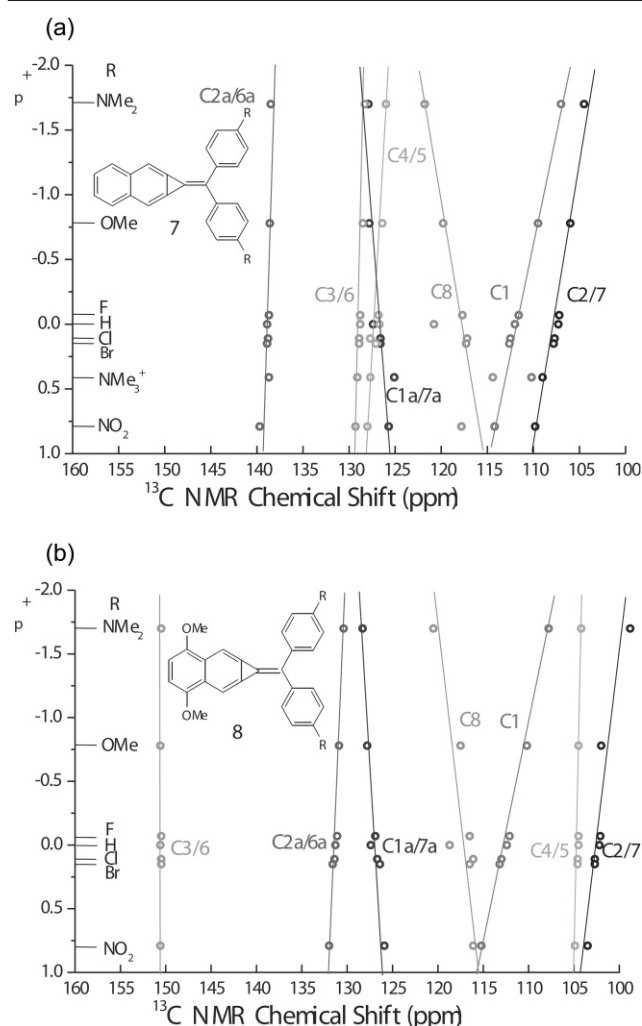 (a)
-2.0
+
p
R
NMe2
C2a/6a
R
-1.5
C4/5
-1.0
7
OMe
R
-0.5
F
C3/6
C8
C1
C2/7
0.0
H
Cl
Br
0.5
NMe3+
C1a/7a
NO2
1.0
160 155 150 145 140 135 130 125 120 115 110 105 100
13C NMR Chemical Shift (ppm)
(b)
-2.0
+
p
R
NMe2
OMe
R
-1.5
OMe
8
R
-1.0
OMe
C8
C1
-0.5
F
0.0
H
C3/6
C2a/6a
C1a/7a
C4/5
C2/7
Cl
Br
0.5
NO2
1.0
160 155 150 145 140 135 130 125 120 115 110 105 100
13C NMR Chemical Shift (ppm)